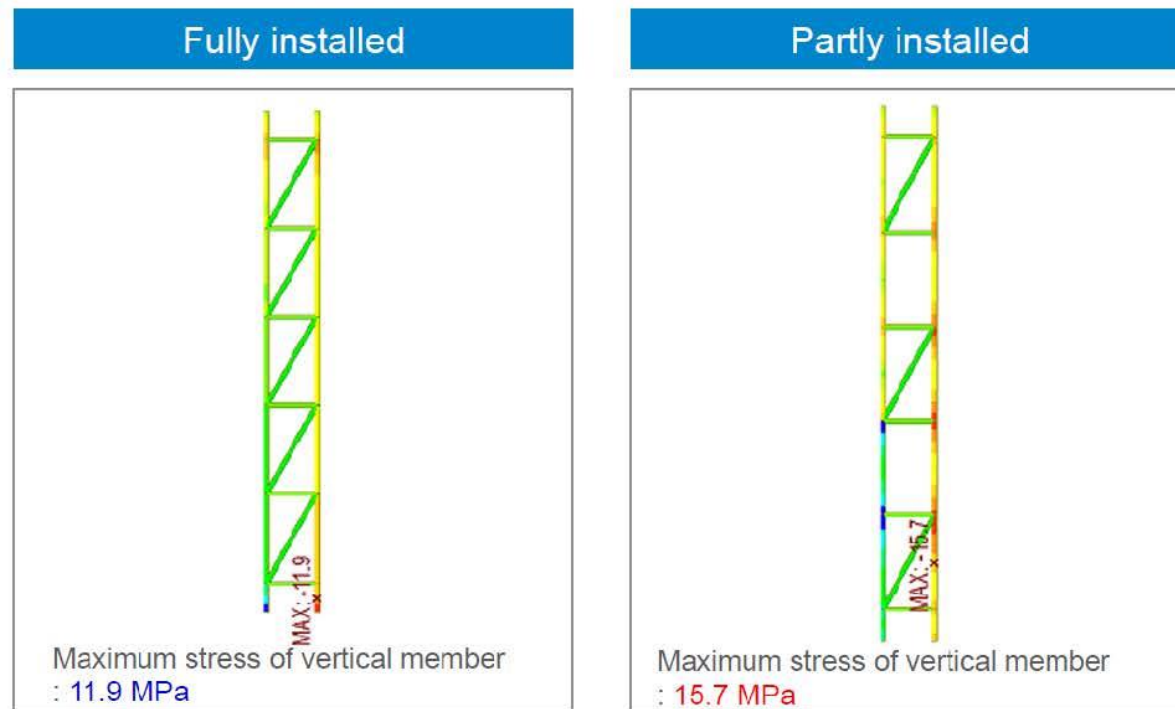 Fully installed
Partly installed
MAX: -11.9
MAX: -15.7
Maximum stress of vertical member
: 11.9 MPa
Maximum stress of vertical member
: 15.7 MPa